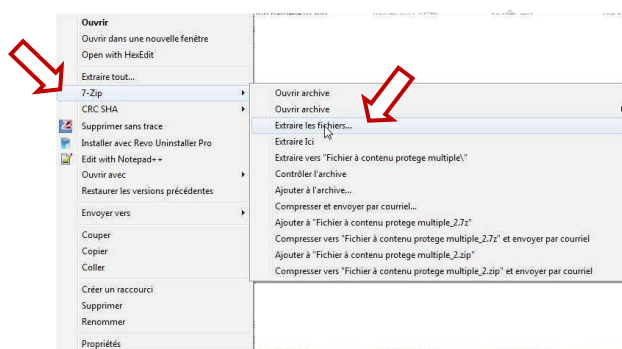 Ouvrir
Ouvrir dans une nouvelle fenêtre
Open with HexEdit
Extraire tout...
7-Zip
CRC SHA
Supprimer sans trace
Installer avec Revo Uninstaller Pro
Edit with Notepad++
Ouvrir avec
Restaurer les versions précédentes
Envoyer vers
Couper
Copier
Coller
Créer un raccourci
Supprimer
Renommer
Propriétés
Ouvrir archive
Ouvrir archive
Extraire les fichiers...
Extraire Ici
Extraire vers "Fichier à contenu protege multiple\"
Contrôler l'archive
Ajouter à l'archive...
Compresser et envoyer par courriel...
Ajouter à "Fichier à contenu protege multiple_2.7z"
Compresser vers "Fichier à contenu protege multiple_2.7z" et envoyer par courriel
Ajouter à "Fichier à contenu protege multiple_2.zip"
Compresser vers "Fichier à contenu protege multiple_2.zip" et envoyer par courriel